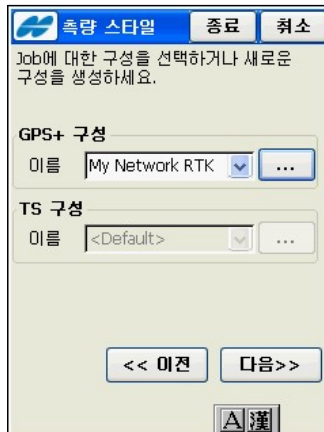 측량 스타일 종료 취소
Job에 대한 구성을 선택하거나 새로운
구성을 생성하세요.
GPS+ 구성
이름 My Network RTK ...
TS 구성
이름 <Default> ...
<< 이전 다음>>
A 漢